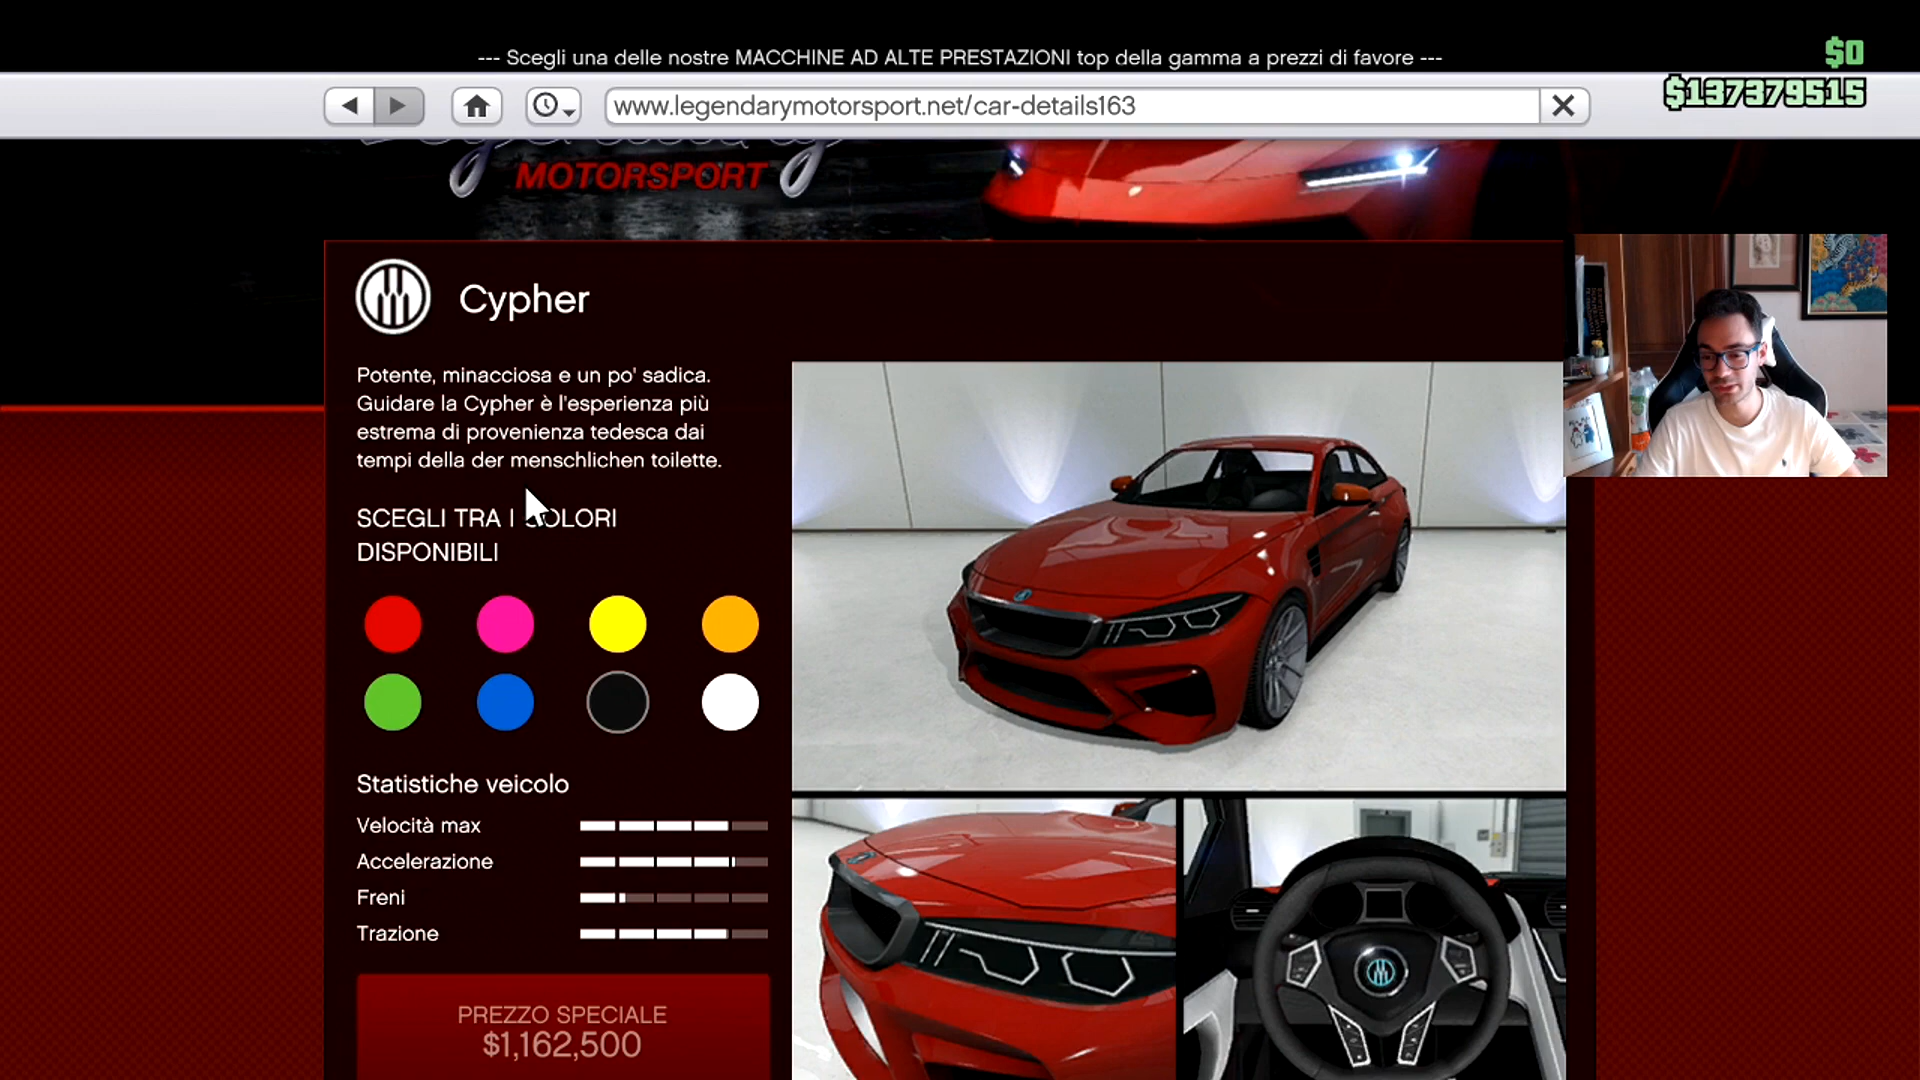 --- Scegli una delle nostre MACCHINE AD ALTE PRESTAZIONI top della gamma a prezzi di favore ---
$0
$137379515
www.legendarymotorsport.net/car-details163
MOTORSPORT
Cypher
Potente, minacciosa e un po' sadica.
Guidare la Cypher è l'esperienza più
estrema di provenienza tedesca dai
tempi della der menschlichen toilette.
SCEGLI TRA I COLORI
DISPONIBILI
Statistiche veicolo
Velocità max
Accelerazione
Freni
Trazione
PREZZO SPECIALE
$1,162,500